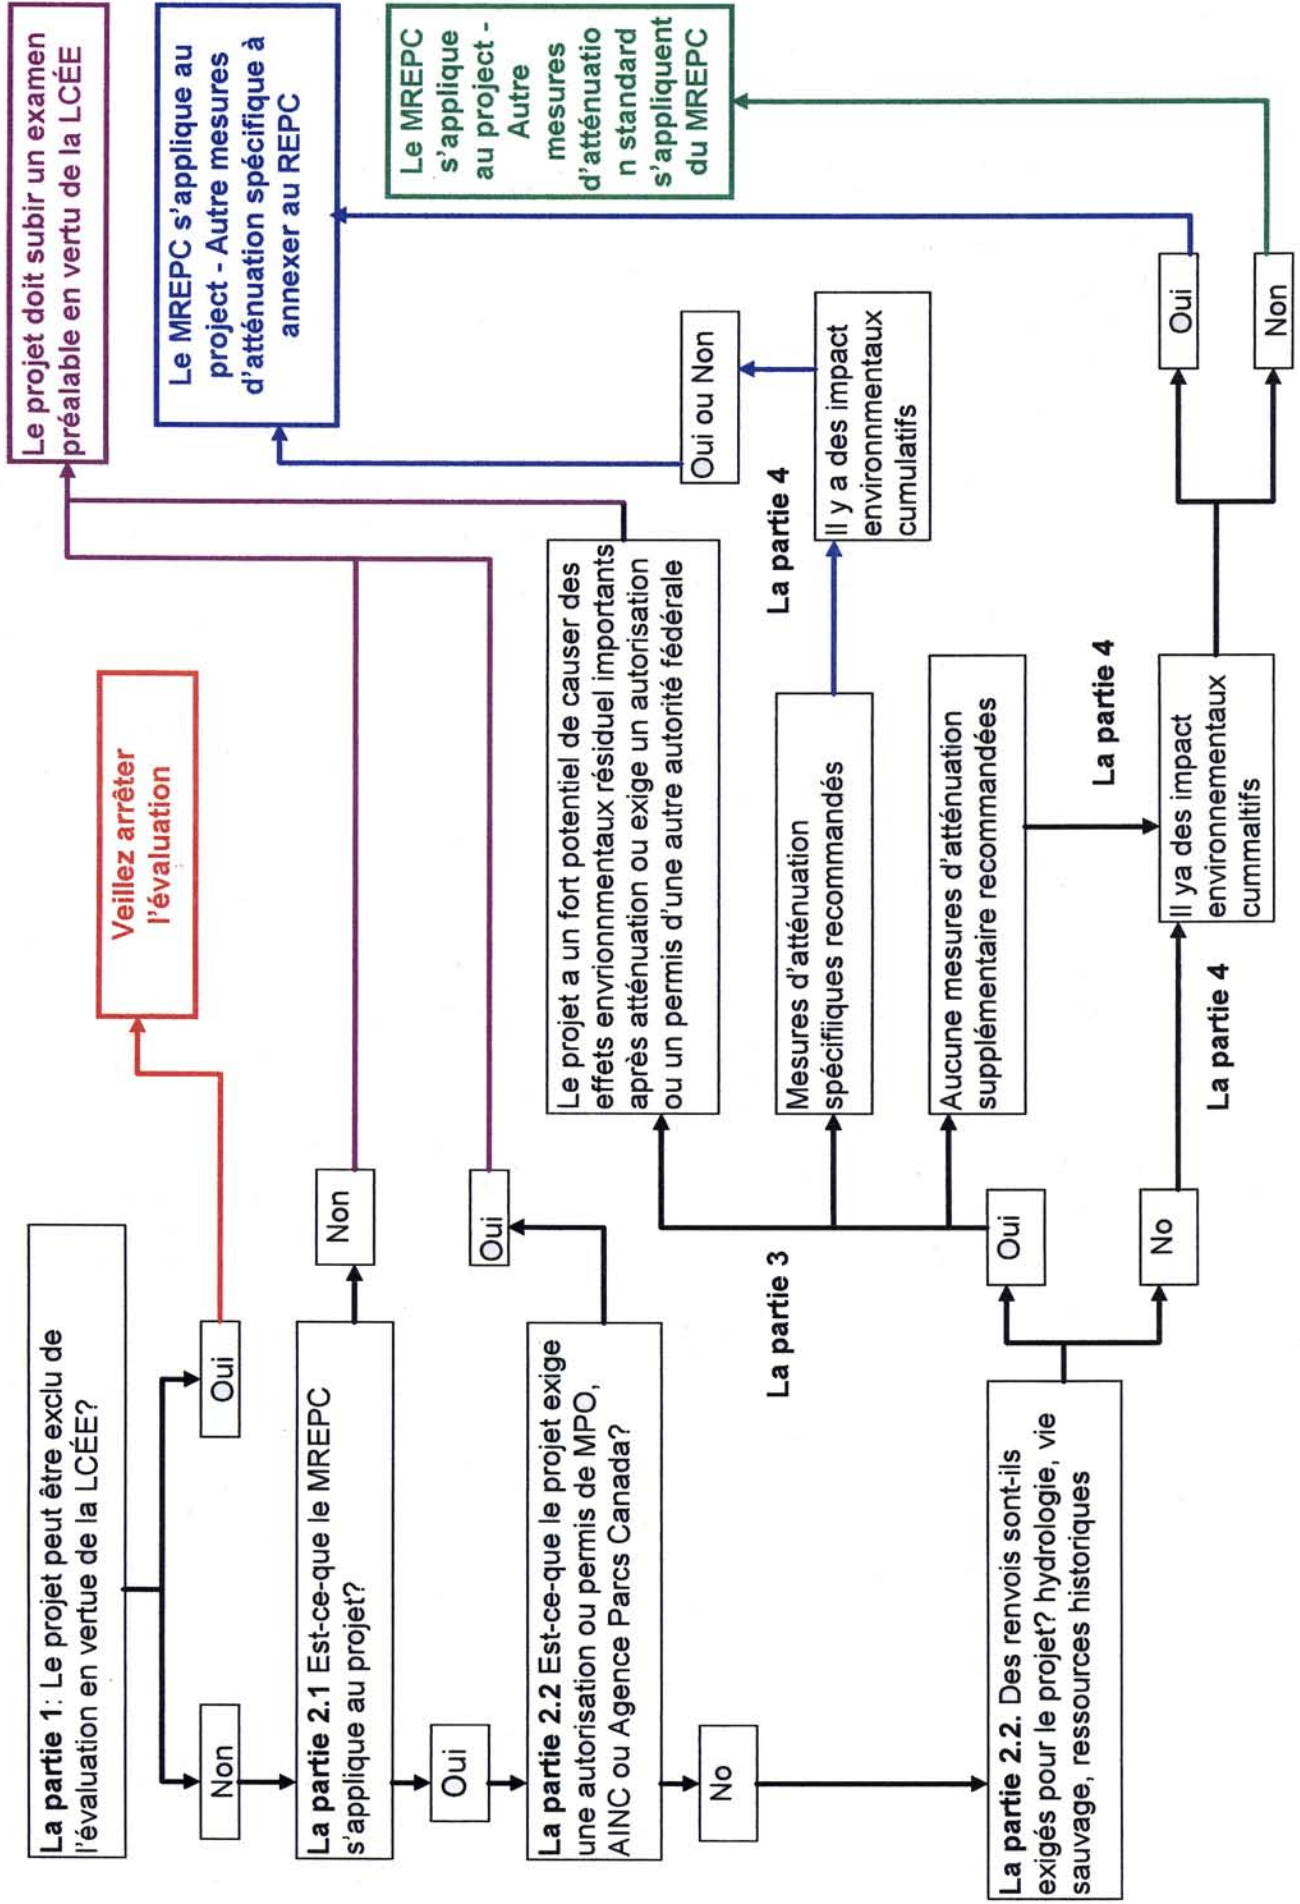 La partie 1: Le projet peut être exclu de
l'évaluation en vertue de la LCÉE?
Non
Oui
Veillez arrêter
l'évaluation
La partie 2.1 Est-ce-que le MREPC
s'applique au projet?
Non
Oui
Le projet doit subir un examen
préalable en vertu de la LCÉE
La partie 2.2 Est-ce-que le projet exige
une autorisation ou permis de MPO,
AINC ou Agence Parcs Canada?
Oui
No
La partie 2.2. Des renvois sont-ils
exigés pour le projet? hydrologie, vie
sauvage, ressources historiques
Oui
No
La partie 3
Le projet a un fort potentiel de causer des
effets envrionnmentaux résiduel importants
après atténuation ou exige un autorisation
ou un permis d'une autre autorité fédérale
Mesures d'atténuation
spécifiiques recommandés
Aucune mesures d'atténuation
supplémentaire recommandées
La partie 4
Il y a des impact
environnmentaux
cumulatifs
Oui ou Non
Le MREPC s'applique au
project - Autre mesures
d'atténution spécifique à
annexer au REPC
La partie 4
La partie 4
Il ya des impact
environnementaux
cummaltifs
Oui
Non
Le MREPC
s'applique
au project -
Autre
mesures
d'atténuatio
n standard
s'appliquent
du MREPC